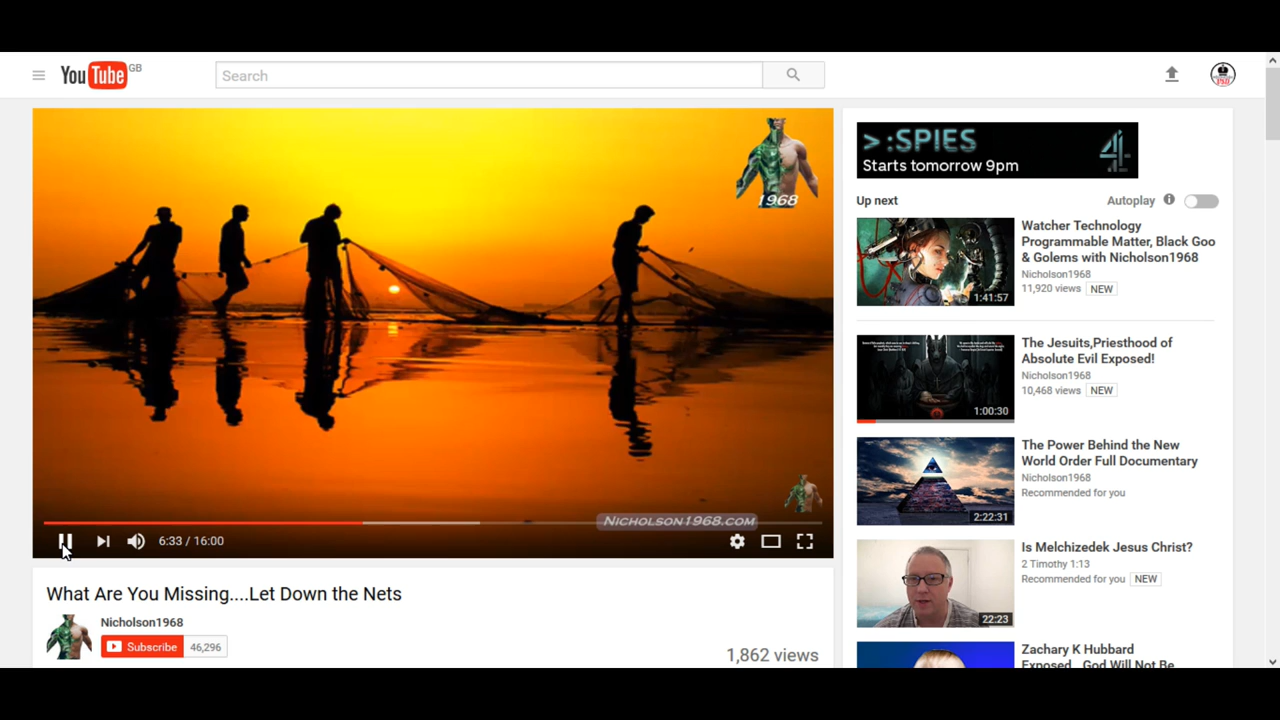 YouTube GB
Search
1968
Nicholson1968.com
6:33 / 16:00
What Are You Missing....Let Down the Nets
Nicholson1968
Subscribe 46,296
1,862 views
>:SPIES
Starts tomorrow 9pm
4
Up next
Autoplay
Watcher Technology
Programmable Matter, Black Goo
& Golems with Nicholson1968
Nicholson1968
11,920 views NEW
1:41:57
The Jesuits,Priesthood of
Absolute Evil Exposed!
Nicholson1968
10,468 views NEW
1:00:30
The Power Behind the New
World Order Full Documentary
Nicholson1968
Recommended for you
2:22:31
Is Melchizedek Jesus Christ?
2 Timothy 1:13
Recommended for you NEW
22:23
Zachary K Hubbard
Exposed...God Will Not Be